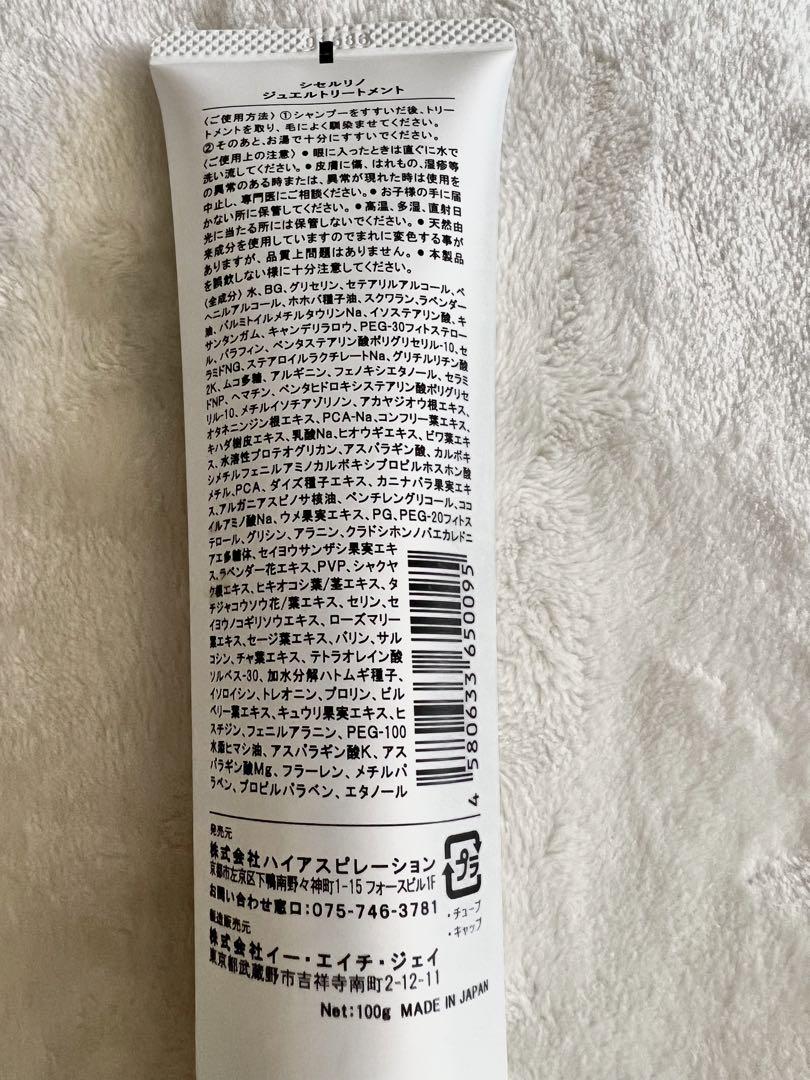 シセルリノ
ジュエルトリートメント
〈ご使用方法〉①シャンプーをすすいだ後、トリー
トメントを取り、毛によく馴染ませてください。
②そのあと、お湯で十分にすすいでください。
〈ご使用上の注意〉●眼に入ったときは直ぐに水で
洗い流してください。●皮膚に傷、はれもの、湿疹等
の異常のある時または、異常が現れた時は使用を
中止し、専門医にご相談ください。●お子様の手に届
かない所に保管してください。●高温、多湿、直射日
光に当たる所には保管しないでください。●天然由
来成分を使用していますのでまれに変色する事が
ありますが、品質上問題はありません。●本製品
を誤飲しない様に十分注意してください。
〈全成分〉水、BG、グリセリン、セテアリルアルコール、ベ
ヘニルアルコール、ホホバ種子油、スクワラン、ラベンダー
油、パルミトイルメチルタウリンNa、イソステアリン酸、キ
サンタンガム、キャンデリラロウ、PEG-30フィトステロー
ル、パラフィン、ペンタステアリン酸ポリグリセリル-10、セ
ラミドNG、ステアロイルラクチレートNa、グリチルリチン酸
2K、ムコ多糖、アルギニン、フェノキシエタノール、セラミ
ドNP、ヘマチン、ペンタヒドロキシステアリン酸ポリグリセ
リル-10、メチルイソチアゾリノン、アカヤジオウ根エキス、
オタネニンジン根エキス、PCA-Na、コンフリー葉エキス、
キハダ樹皮エキス、乳酸Na、ヒオウギエキス、ビワ葉エキ
ス、水溶性プロテオグリカン、アスパラギン酸、カルボキ
シメチルフェニルアミノカルボキシプロピルホスホン酸
メチル、PCA、ダイズ種子エキス、カニナバラ果実エキ
ス、アルガニアスピノサ核油、ペンチレングリコール、ココ
イルアミノ酸Na、ウメ果実エキス、PG、PEG-20フィトス
テロール、グリシン、アラニン、クラドシホンノバエカレドニ
アエ多糖体、セイヨウサンザシ果実エキ
ス、ラベンダー花エキス、PVP、シャクヤ
ク根エキス、ヒキオコシ葉/茎エキス、タ
チジャコウソウ花/葉エキス、セリン、セ
イヨウノコギリソウエキス、ローズマリー
葉エキス、セージ葉エキス、バリン、サル
コシン、チャ葉エキス、テトラオレイン酸
ソルベス-30、加水分解ハトムギ種子、
イソロイシン、トレオニン、プロリン、ビル
ベリー葉エキス、キュウリ果実エキス、ヒ
スチジン、フェニルアラニン、PEG-100
水添ヒマシ油、アスパラギン酸K、アス
パラギン酸Mg、フラーレン、メチルパ
ラベン、プロピルパラベン、エタノール
4 580633 650095
発売元
株式会社ハイアスピレーション
京都市左京区下鴨南野々神町1-15 フォースビル1F
お問い合わせ窓口:075-746-3781
製造販売元
株式会社イー・エイチ・ジェイ
東京都武蔵野市吉祥寺南町2-12-11
プラ
・チューブ
・キャップ
Net:100g MADE IN JAPAN